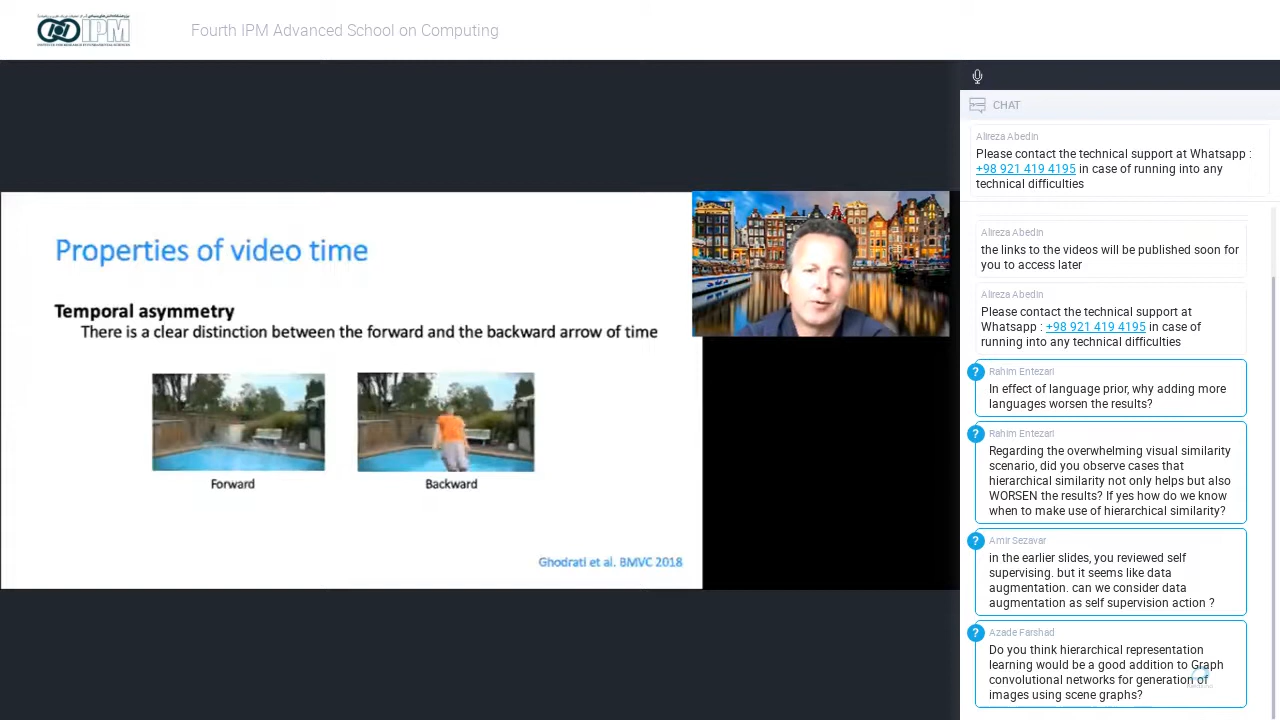 IPM
Fourth IPM Advanced School on Computing
Properties of video time
Temporal asymmetry
There is a clear distinction between the forward and the backward arrow of time
Forward
Backward
Ghodrati et al. BMVC 2018
CHAT
Alireza Abedin
Please contact the technical support at Whatsapp :
+98 921 419 4195 in case of running into any
technical difficulties
Alireza Abedin
the links to the videos will be published soon for
you to access later
Alireza Abedin
Please contact the technical support at
Whatsapp : +98 921 419 4195 in case of
running into any technical difficulties
? Rahim Entezari
In effect of language prior, why adding more
languages worsen the results?
? Rahim Entezari
Regarding the overwhelming visual similarity
scenario, did you observe cases that
hierarchical similarity not only helps but also
WORSEN the results? If yes how do we know
when to make use of hierarchical similarity?
? Amir Sezavar
in the earlier slides, you reviewed self
supervising. but it seems like data
augmentation. can we consider data
augmentation as self supervision action ?
? Azade Farshad
Do you think hierarchical representation
learning would be a good addition to Graph
convolutional networks for generation of
images using scene graphs?